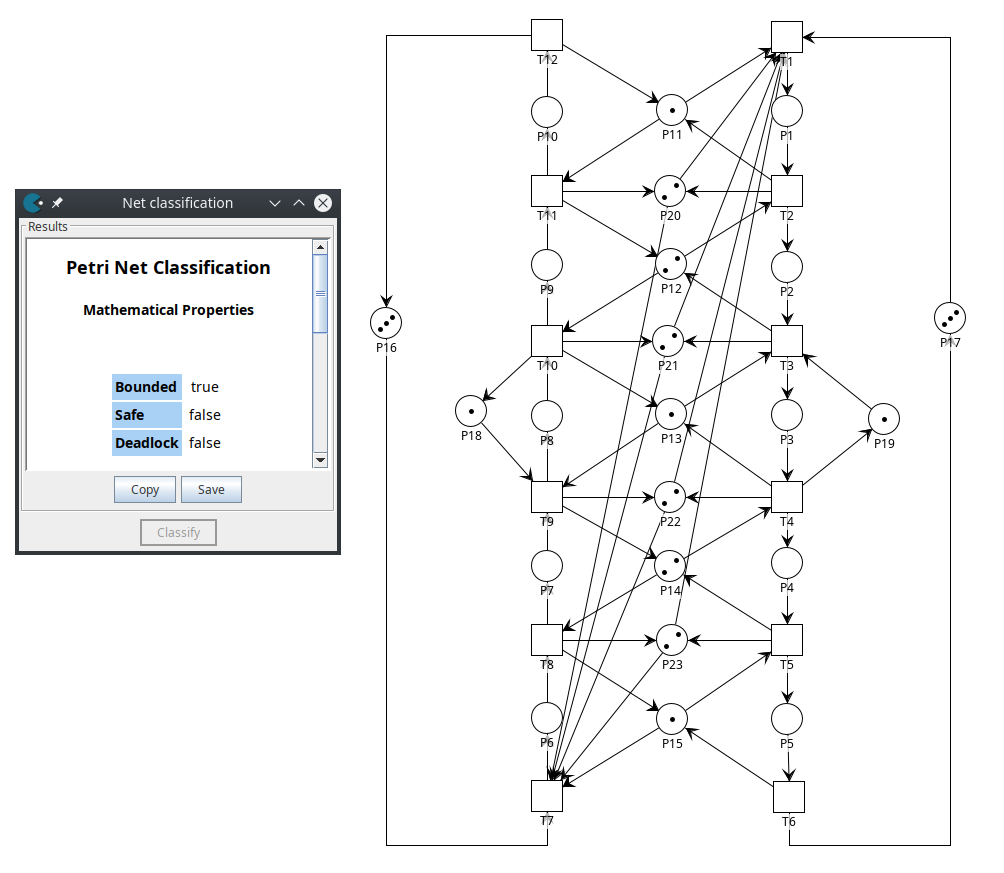 Net classification
Results
Petri Net Classification
Mathematical Properties
Bounded true
Safe false
Deadlock false
Copy Save
Classify
T12
T1
P10
P11
P1
T11
P20
T2
P9
P12
P2
P16
T10
P21
T3
P17
P18
P8
P13
P3
P19
T9
P22
T4
P7
P14
P4
T8
P23
T5
P6
P15
P5
T7
T6